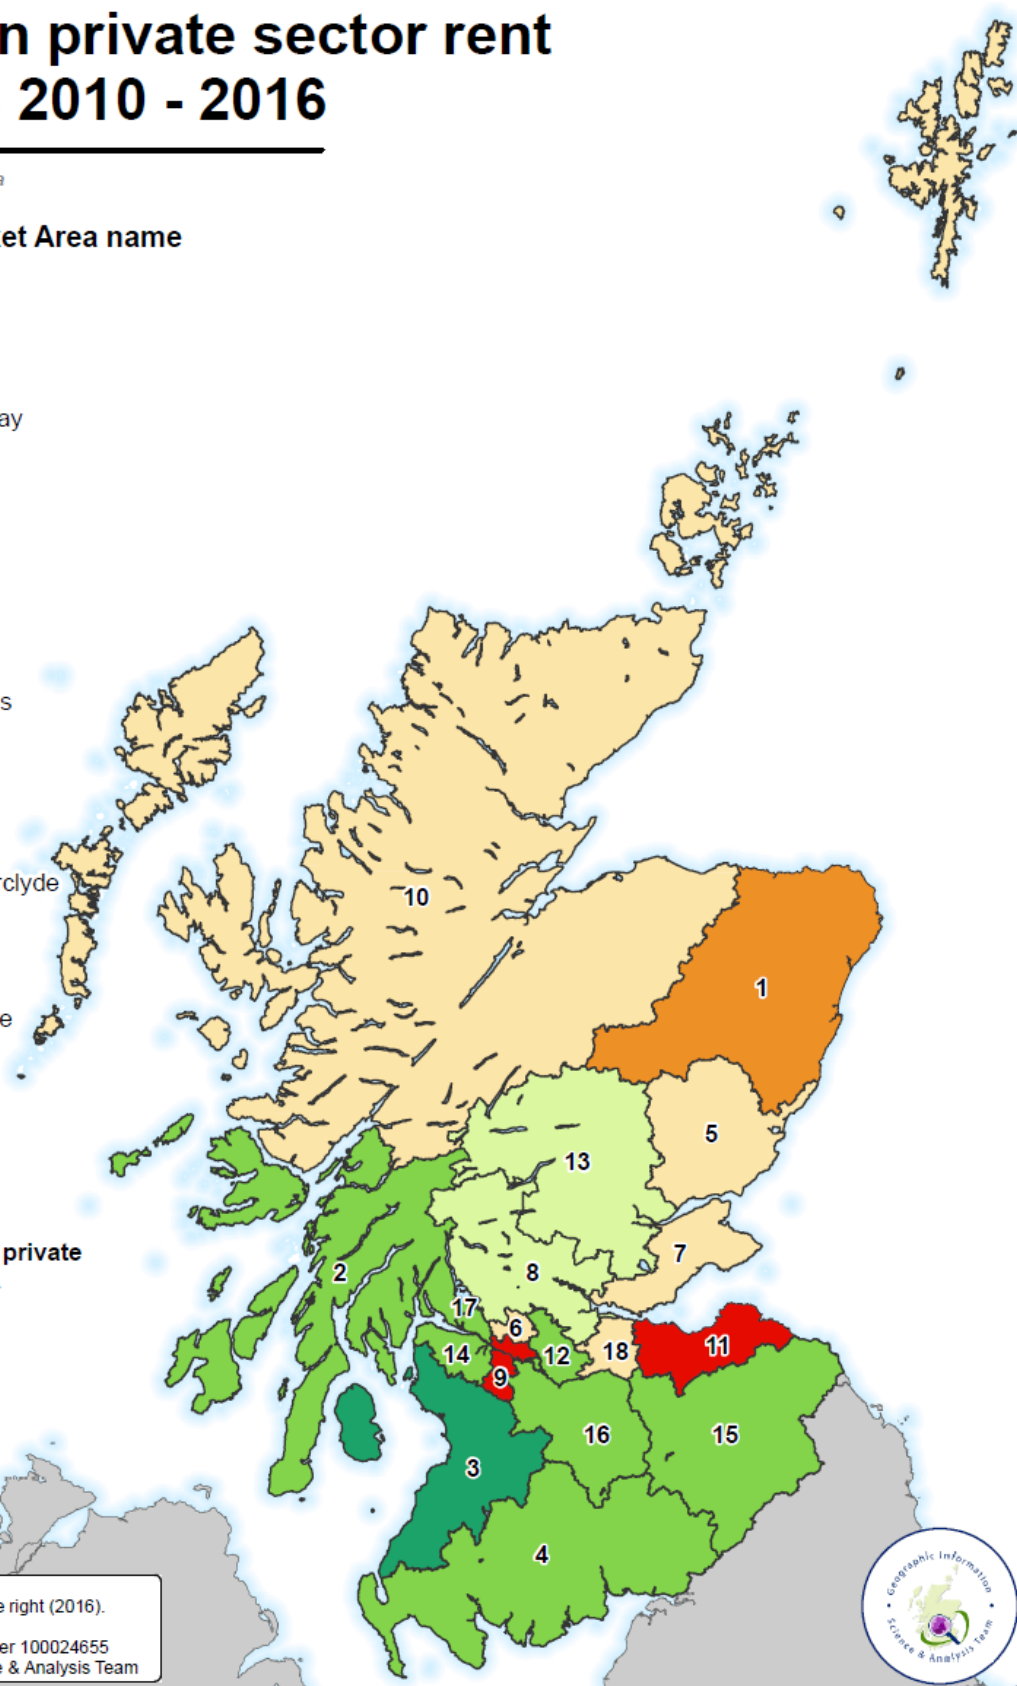 n private sector rent
2010 - 2016
a
et Area name
ay
s
rclyde
e
private
10
1
5
13
7
2
8
17
6
18
11
14
12
9
16
15
3
4
e right (2016).
er 100024655
e & Analysis Team
Geographic Information
Science & Analysis Team